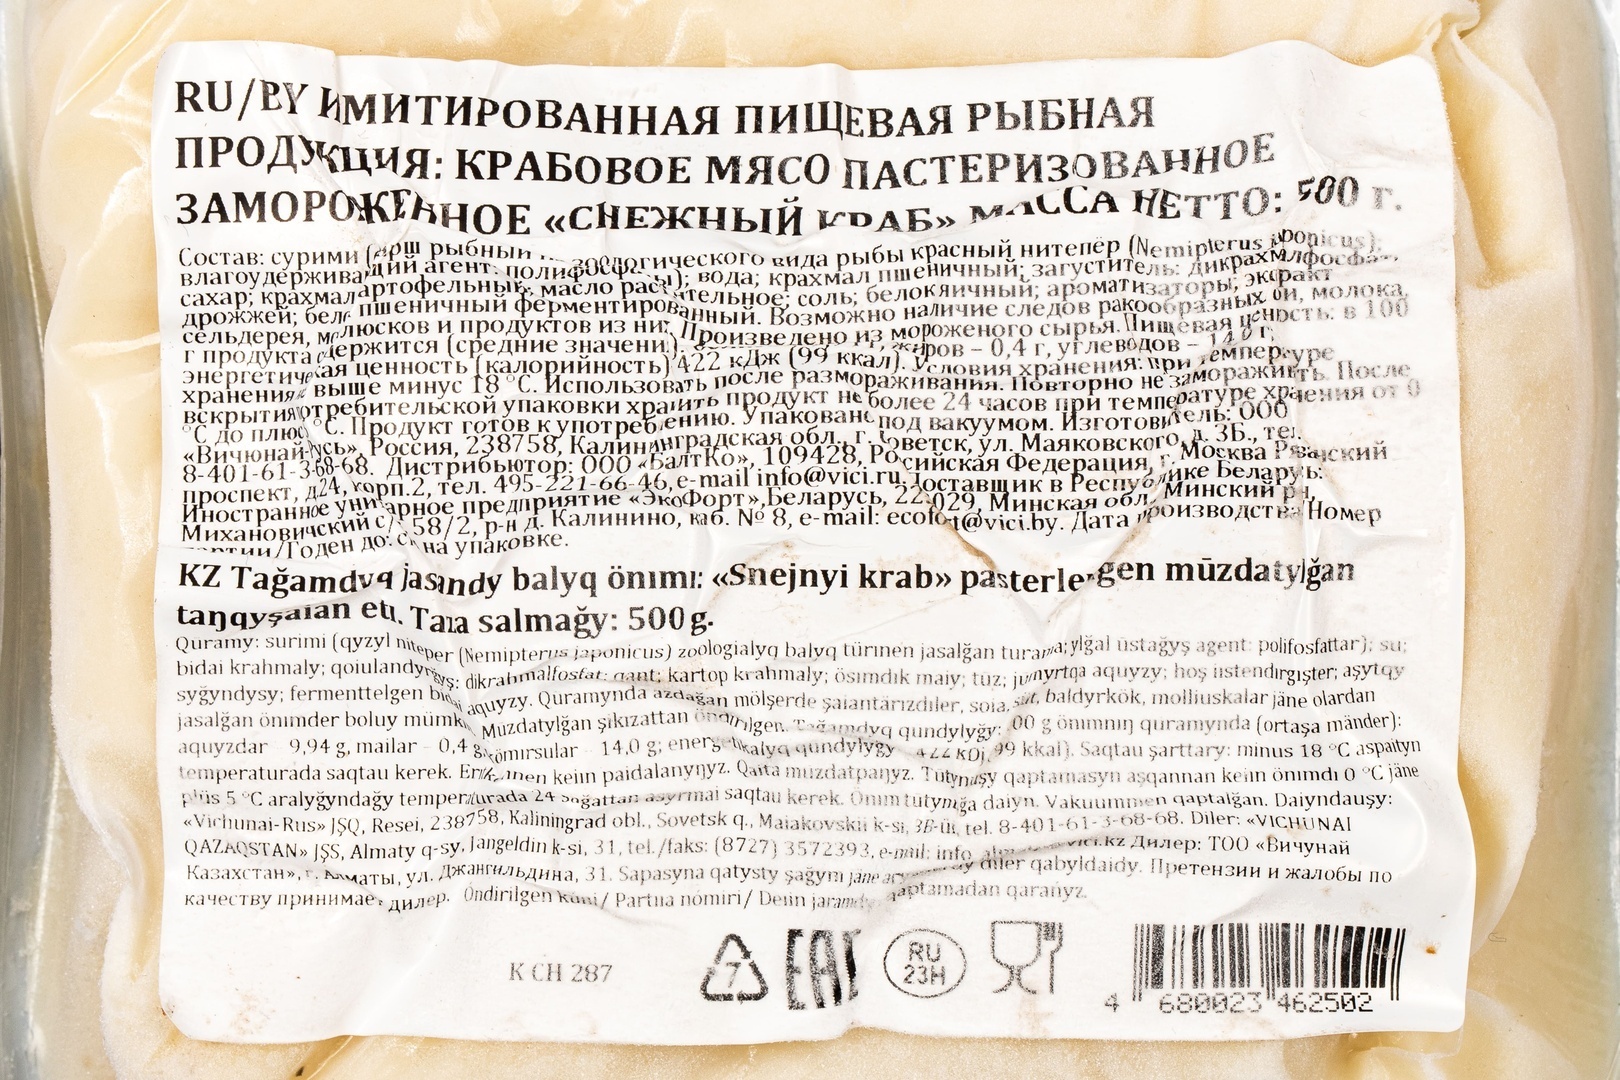 RU/BY ИМИТИРОВАННАЯ ПИЩЕВАЯ РЫБНАЯ
ПРОДУКЦИЯ: КРАБОВОЕ МЯСО ПАСТЕРИЗОВАННОЕ
ЗАМОРОЖЕННОЕ «СНЕЖНЫЙ КРАБ» МАССА НЕТТО: 500 г.
Состав: сурими (фарш рыбный зоологического вида рыбы красный нитепёр (Nemipterus japonicus);
влагоудерживающий агент: полифосфаты); вода; крахмал пшеничный; загуститель: дикрахмалфосфат;
сахар; крахмал картофельный; масло растительное; соль; белок яичный; ароматизаторы; экстракт
дрожжей; белок пшеничный ферментированный. Возможно наличие следов ракообразных, сои, молока,
сельдерея, моллюсков и продуктов из них. Произведено из мороженого сырья. Пищевая ценность: в 100
г продукта содержится (средние значения): жиров – 0,4 г, углеводов – 14,0 г;
энергетическая ценность (калорийность) 422 кДж (99 ккал). Условия хранения: при температуре
хранения выше минус 18 °С. Использовать после размораживания. Повторно не замораживать. После
вскрытия потребительской упаковки хранить продукт не более 24 часов при температуре хранения от 0
°С до плюс °С. Продукт готов к употреблению. Упаковано под вакуумом. Изготовитель: ООО
«Вичюнай-Русь», Россия, 238758, Калининградская обл., г. Советск, ул. Маяковского, д. 3Б., тел.
8-401-61-3-68-68. Дистрибьютор: ООО «БалтКо», 109428, Российская Федерация, г. Москва Рязанский
проспект, д.24, корп.2, тел. 495-221-66-46, e-mail info@vici.ru. Поставщик в Республике Беларусь:
Иностранное унитарное предприятие «ЭкоФорт», Беларусь, 223029, Минская обл., Минский р-н,
Михановичский с/с, 58/2, р-н д. Калинино, каб. № 8, e-mail: ecofort@vici.by. Дата производства/Номер
партии/Годен до: см. на упаковке.
KZ Tağamdyq jasandy balyq önımı: «Snejnyi krab» pasterlengen mūzdatylğan
taŋqyşaian etı. Taza salmağy: 500 g.
Quramy: surimi (qyzyl niteper (Nemipterus japonicus) zoologialyq balyq türınen jasalğan turama; ylğal ūstağyş agent: polifosfattar); su;
bidai krahmaly; qoiulandyrğyş: dikrahmalfosfat; qant; kartop krahmaly; ösımdık maiy; tūz; jūmyrtqa aquyzy; hoş iıstendırgışter; aşytqy
syğyndysy; fermenttelgen bidai aquyzy. Quramynda azdağan mölşerde şaiantärızdıler, soia, süt, baldyrkök, molliuskalar jäne olardan
jasalğan önımder boluy mümkın. Mūzdatylğan şikızattan öndırılgen. Tağamdyq qundylyğy: 100 g önımnıŋ quramynda (ortaşa mänder):
aquyzdar – 9,94 g, mailar – 0,4 g, kömırsular – 14,0 g; energetikalyq qundylyğy 422 kDj (99 kkal). Saqtau şarttary: minus 18 °C aspaityn
temperaturada saqtau kerek. Erıgennen keiın paidalanyŋyz. Qaita mūzdatpaŋyz. Tūtynuşy qaptamasyn aşqannan keiın önımdı 0 °C jäne
plüs 5 °C aralyğyndağy temperaturada 24 sağattan asyrmai saqtau kerek. Önım tūtynuğa daiyn. Vakuummen qaptalğan. Daiyndauşy:
«Vichunai-Rus» JŞQ, Resei, 238758, Kaliningrad obl., Sovetsk q., Maiakovskii k-si, 3B-üi, tel. 8-401-61-3-68-68. Diler: «VICHUNAI
QAZAQSTAN» JŞS, Almaty q-sy, Jangeldin k-si, 31, tel./faks: (8727) 3572393, e-mail: Дилер: ТОО «Вичунай
Казахстан», г. Алматы, ул. Джангильдина, 31. Sapasyna qatysty şağym jäne diler qabyldaidy. Претензии и жалобы по
качеству принимает дилер. Öndırılgen künı / Partiia nömırı / Deiın jaramdy: qaptamadan qaraŋyz.
К СН 287
7
EAC
RU
23H
4 680023 462502